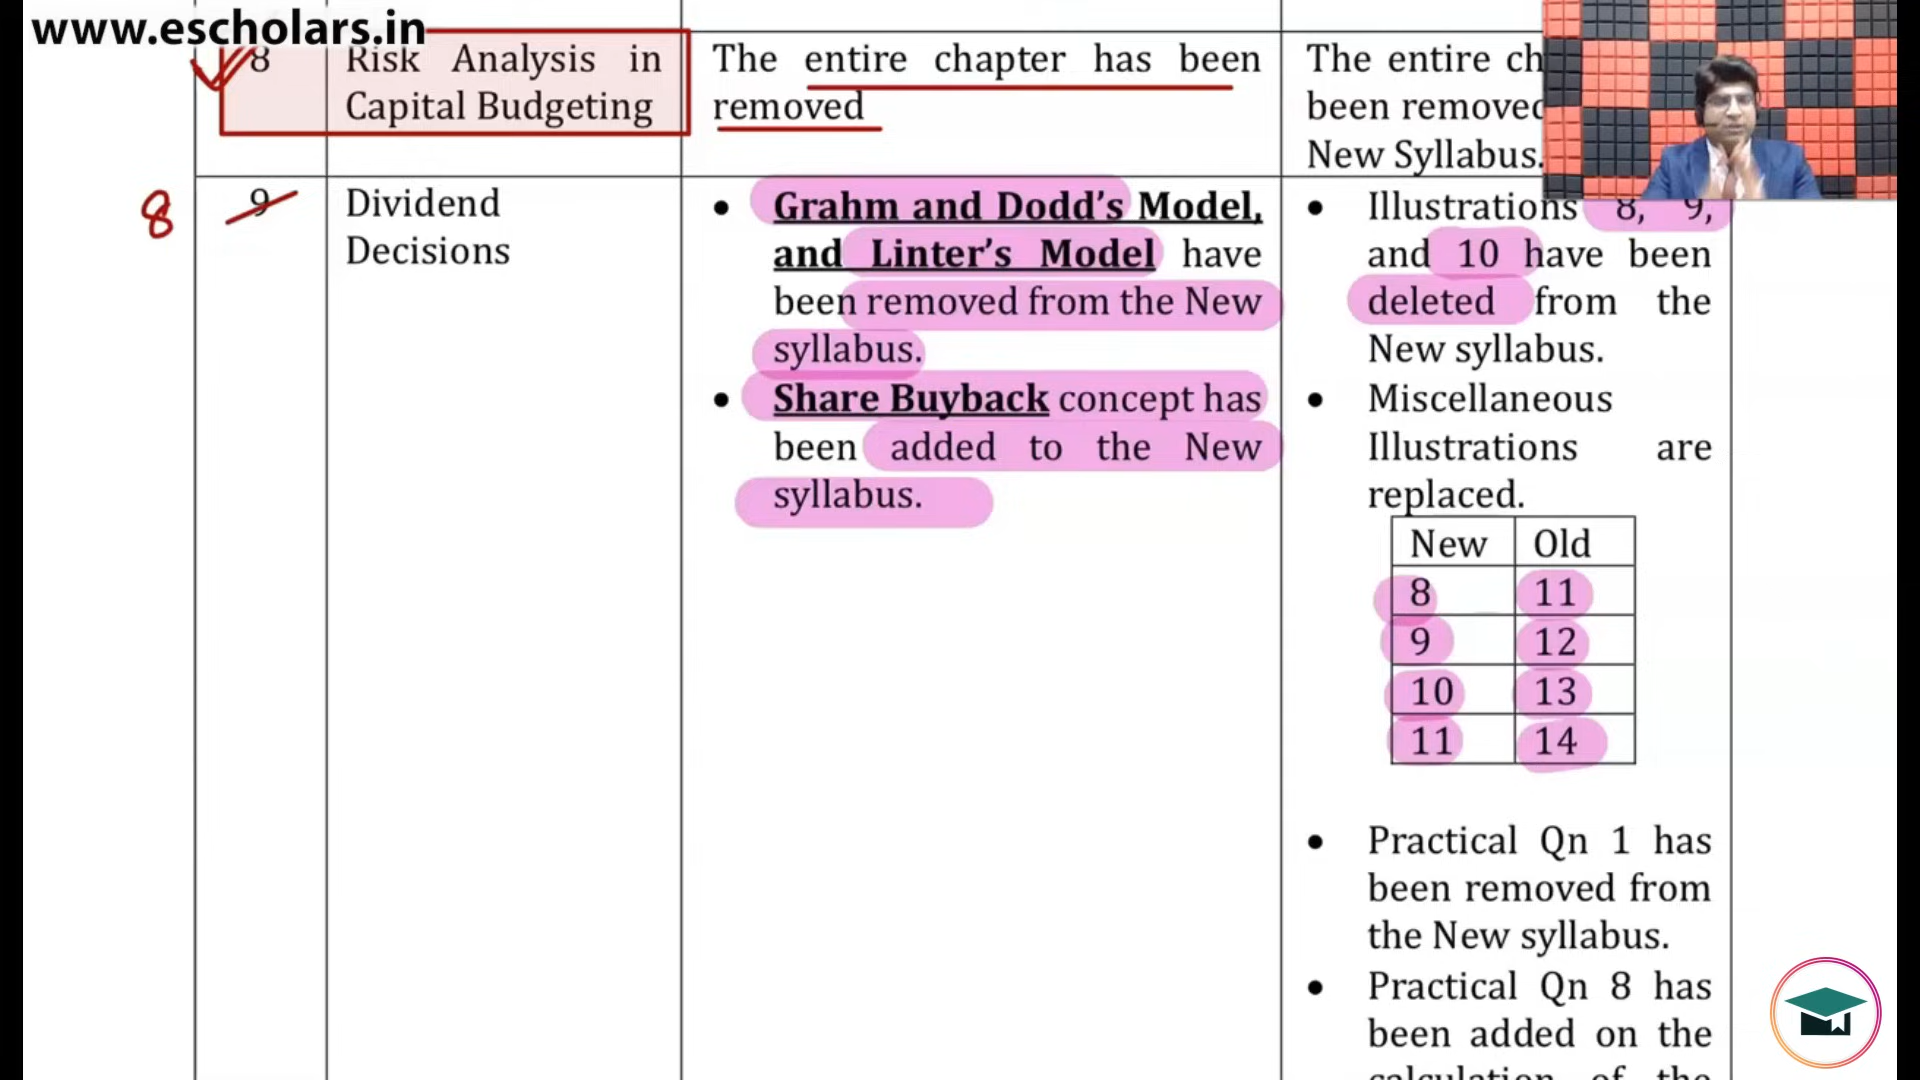 www.escholars.in
8
Risk Analysis in
Capital Budgeting
The entire chapter has been
removed
The entire ch
been removed
New Syllabus.
8
9
Dividend
Decisions
• Grahm and Dodd's Model,
and Linter's Model have
been removed from the New
syllabus.
• Share Buyback concept has
been added to the New
syllabus.
• Illustrations 8, 9,
and 10 have been
deleted from the
New syllabus.
• Miscellaneous
Illustrations are
replaced.
New Old
8 11
9 12
10 13
11 14
• Practical Qn 1 has
been removed from
the New syllabus.
• Practical Qn 8 has
been added on the
calculation of the